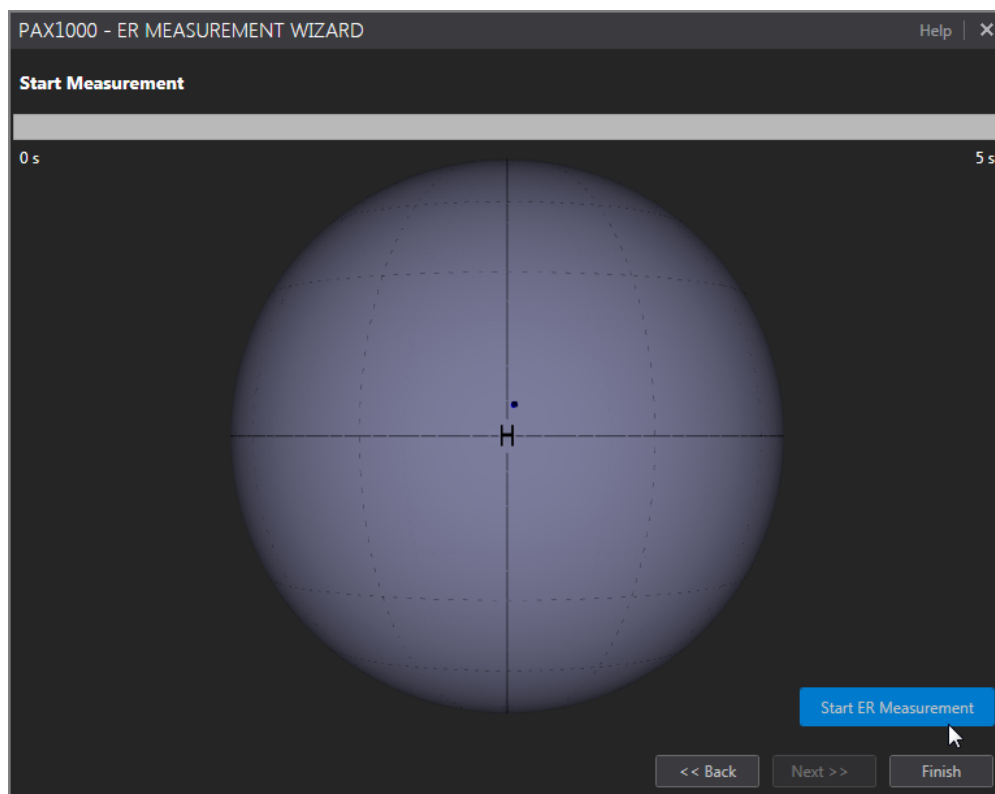 PAX1000 - ER MEASUREMENT WIZARD Help
Start Measurement
0 s 5 s
H
Start ER Measurement
<< Back Next >> Finish